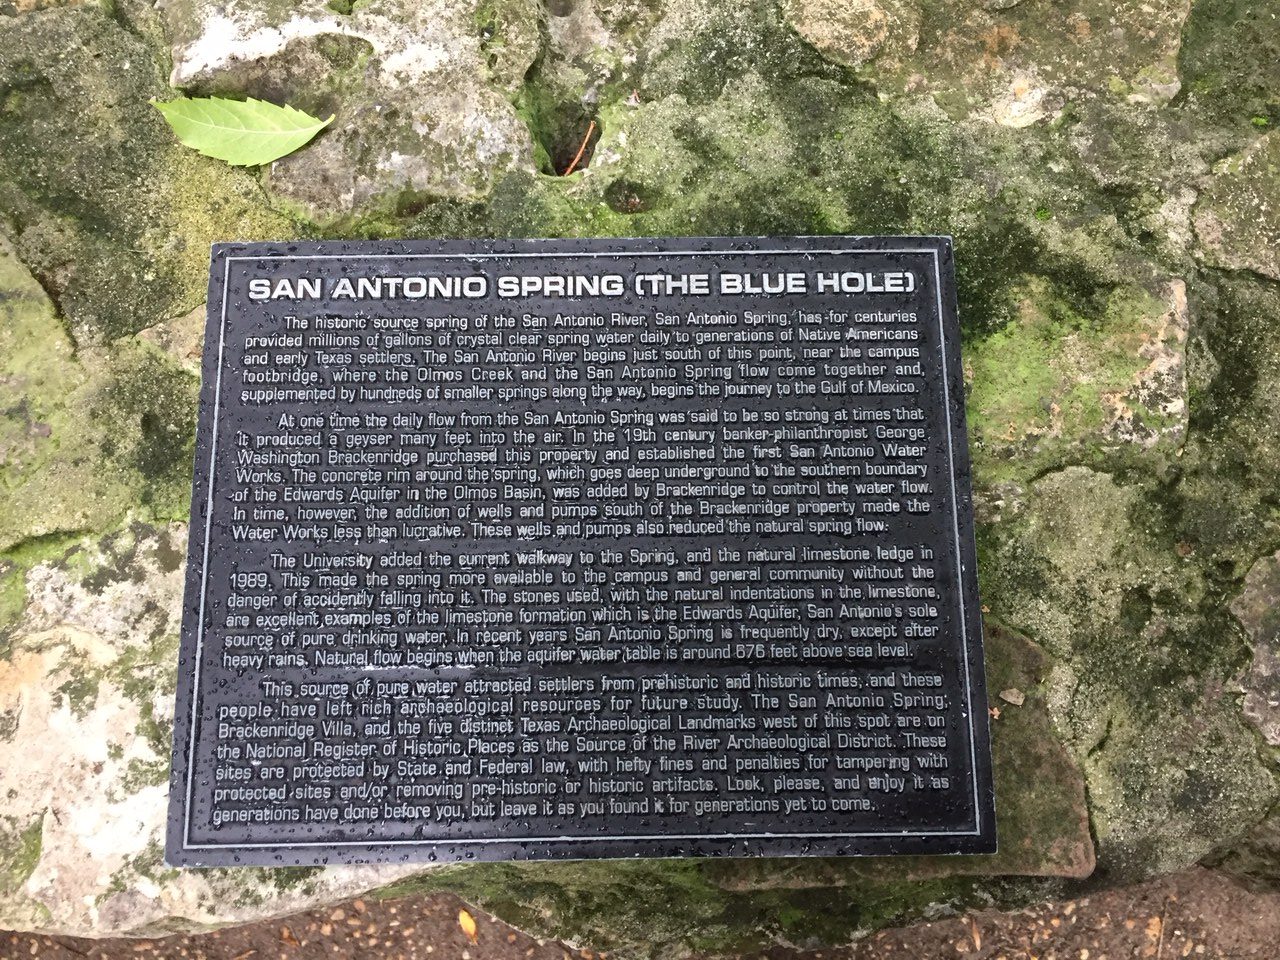 SAN ANTONIO SPRING (THE BLUE HOLE)
The historic source spring of the San Antonio River, San Antonio Spring, has for centuries
provided millions of gallons of crystal clear spring water daily to generations of Native Americans
and early Texas settlers. The San Antonio River begins just south of this point, near the campus
footbridge, where the Olmos Creek and the San Antonio Spring flow come together and,
supplemented by hundreds of smaller springs along the way, begins the journey to the Gulf of Mexico.
At one time the daily flow from the San Antonio Spring was said to be so strong at times that
it produced a geyser many feet into the air. In the 19th century banker-philanthropist George
Washington Brackenridge purchased this property and established the first San Antonio Water
Works. The concrete rim around the spring, which goes deep underground to the southern boundary
of the Edwards Aquifer in the Olmos Basin, was added by Brackenridge to control the water flow.
In time, however, the addition of wells and pumps south of the Brackenridge property made the
Water Works less than lucrative. These wells and pumps also reduced the natural spring flow.
The University added the current walkway to the Spring, and the natural limestone ledge in
1989. This made the spring more available to the campus and general community without the
danger of accidently falling into it. The stones used, with the natural indentations in the limestone,
are excellent examples of the limestone formation which is the Edwards Aquifer, San Antonio's sole
source of pure drinking water. In recent years San Antonio Spring is frequently dry, except after
heavy rains. Natural flow begins when the aquifer water table is around 676 feet above sea level.
This source of pure water attracted settlers from prehistoric and historic times, and these
people have left rich archaeological resources for future study. The San Antonio Spring,
Brackenridge Villa, and the five distinct Texas Archaeological Landmarks west of this spot are on
the National Register of Historic Places as the Source of the River Archaeological District. These
sites are protected by State and Federal law, with hefty fines and penalties for tampering with
protected sites and/or removing pre-historic or historic artifacts. Look, please, and enjoy it as
generations have done before you, but leave it as you found it for generations yet to come.